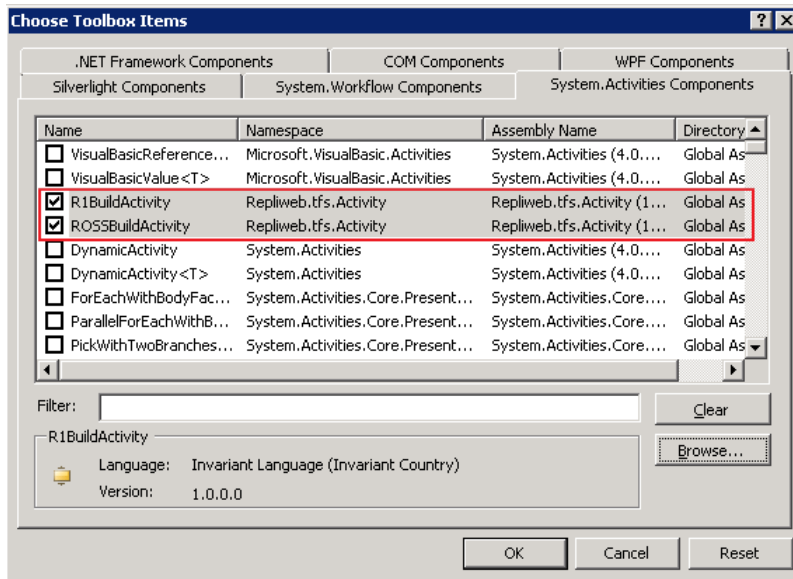 Choose Toolbox Items
.NET Framework Components COM Components WPF Components
Silverlight Components System.Workflow Components System.Activities Components
Name Namespace Assembly Name Directory
VisualBasicReference... Microsoft.VisualBasic.Activities System.Activities (4.0.... Global As
VisualBasicValue<T> Microsoft.VisualBasic.Activities System.Activities (4.0.... Global As
R1BuildActivity Repliweb.tfs.Activity Repliweb.tfs.Activity (1... Global As
ROSSBuildActivity Repliweb.tfs.Activity Repliweb.tfs.Activity (1... Global As
DynamicActivity System.Activities System.Activities (4.0.... Global As
DynamicActivity<T> System.Activities System.Activities (4.0.... Global As
ForEachWithBodyFac... System.Activities.Core.Present... System.Activities.Core.... Global As
ParallelForEachWithB... System.Activities.Core.Present... System.Activities.Core.... Global As
PickWithTwoBranches... System.Activities.Core.Present... System.Activities.Core.... Global As
Filter: Clear
R1BuildActivity
Browse...
Language: Invariant Language (Invariant Country)
Version: 1.0.0.0
OK Cancel Reset